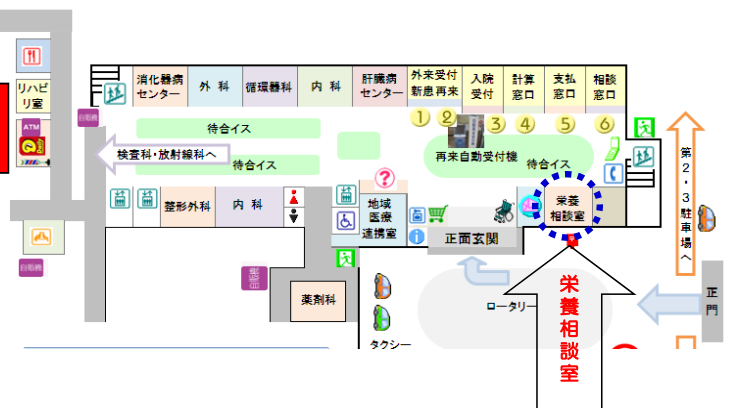 消化器病
センター
外 科
循環器科
内 科
肝臓病
センター
外来受付
新患再来
入院
受付
計算
窓口
支払
窓口
相談
窓口
リハビ
リ室
自販機
ATM
待合イス
① ② ③ ④ ⑤ ⑥
検査科・放射線科へ
待合イス
再来自動受付機
待合イス
第2・3駐車場へ
整形外科
内 科
?
地域
医療
連携室
栄養
相談室
i
正面玄関
自販機
自販機
薬剤科
タクシー
ロータリー
正門
栄養相談室